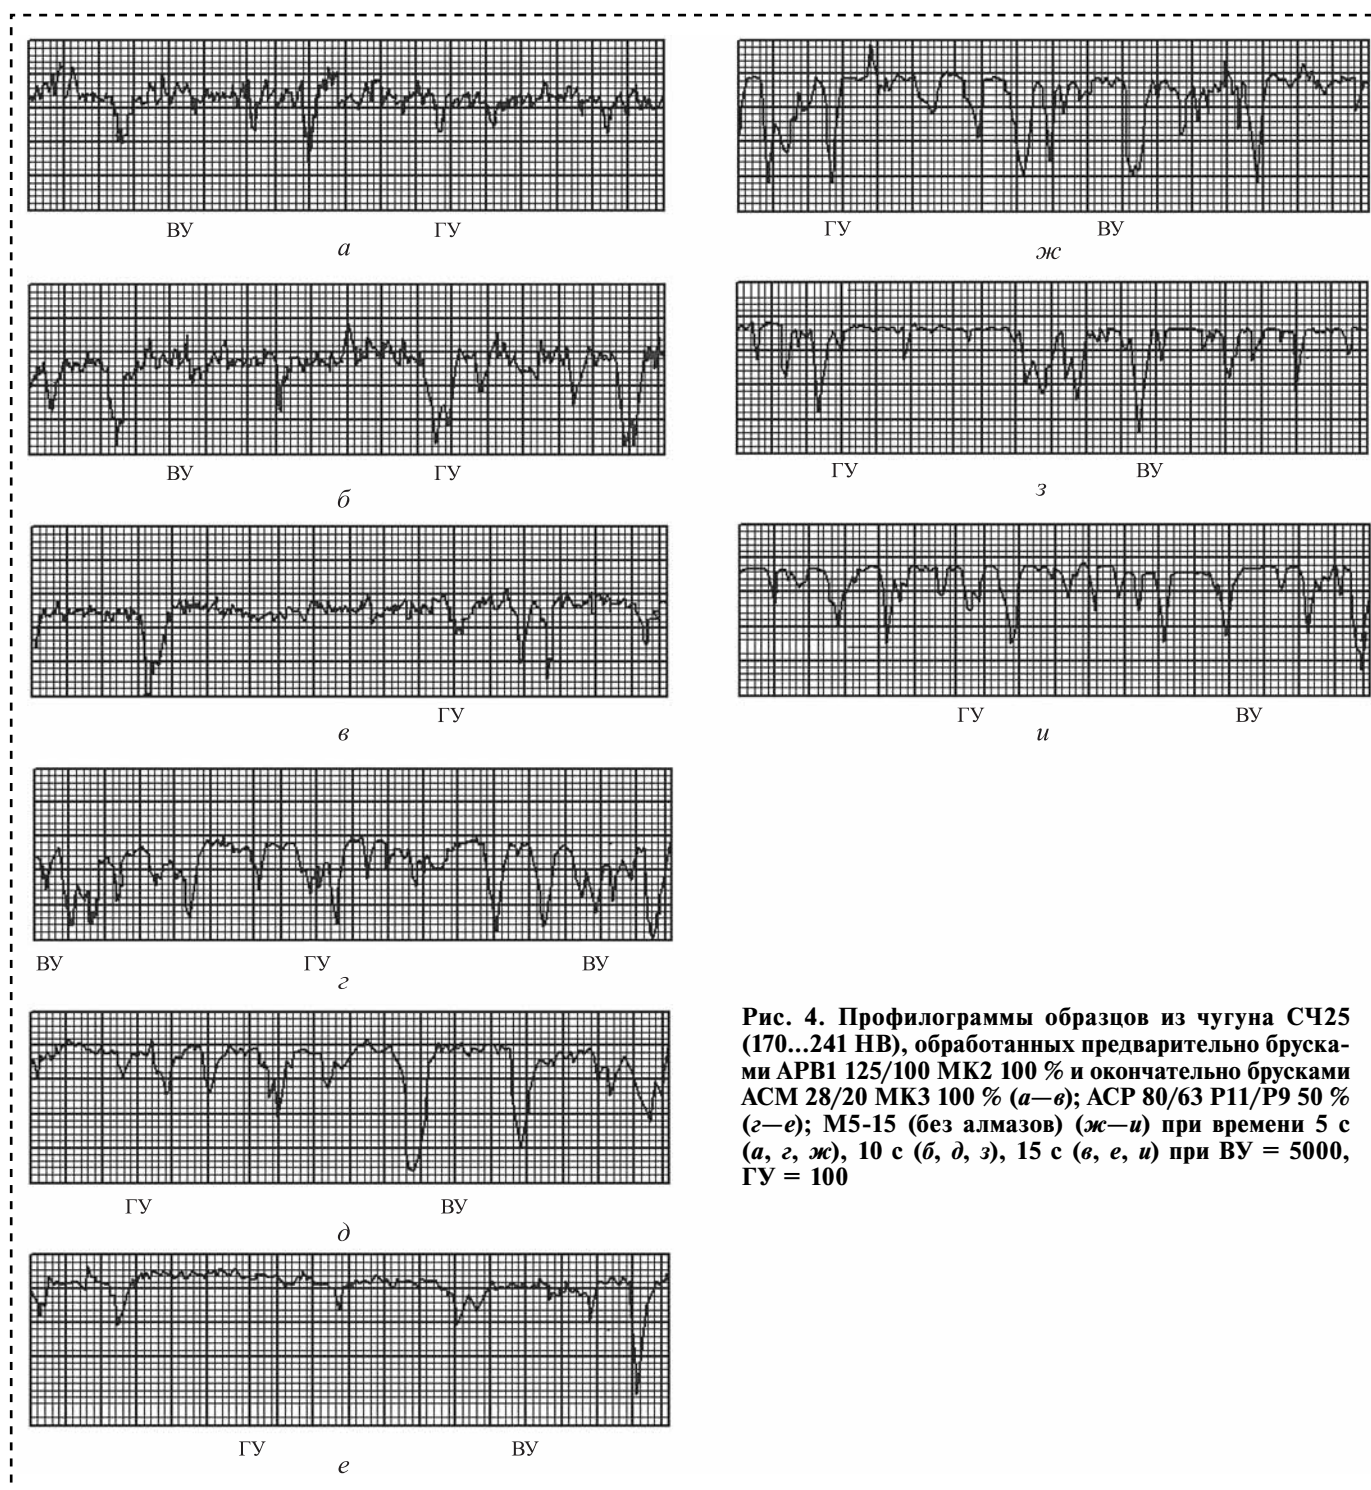 ВУ ГУ
а
ВУ ГУ
б
ГУ
в
ВУ ГУ ВУ
г
ГУ ВУ
д
ГУ ВУ
е
ГУ ВУ
ж
ГУ ВУ
з
ГУ ВУ
и
Рис. 4. Профилограммы образцов из чугуна СЧ25
(170...241 НВ), обработанных предварительно бруска-
ми АРВ1 125/100 МК2 100 % и окончательно брусками
АСМ 28/20 МК3 100 % (а—в); АСР 80/63 Р11/Р9 50 %
(г—е); М5-15 (без алмазов) (ж—и) при времени 5 с
(а, г, ж), 10 с (б, д, з), 15 с (в, е, и) при ВУ = 5000,
ГУ = 100